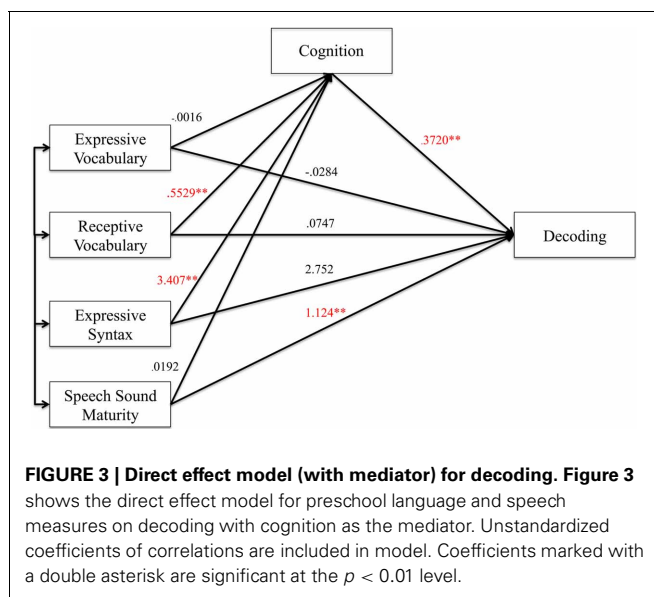 Cognition
-.0016
.3720**
Expressive
Vocabulary
-.0284
.5529**
Receptive
Vocabulary
.0747
Decoding
3.407**
2.752
Expressive
Syntax
1.124**
.0192
Speech Sound
Maturity
FIGURE 3 | Direct effect model (with mediator) for decoding. Figure 3
shows the direct effect model for preschool language and speech
measures on decoding with cognition as the mediator. Unstandardized
coefficients of correlations are included in model. Coefficients marked with
a double asterisk are significant at the p < 0.01 level.